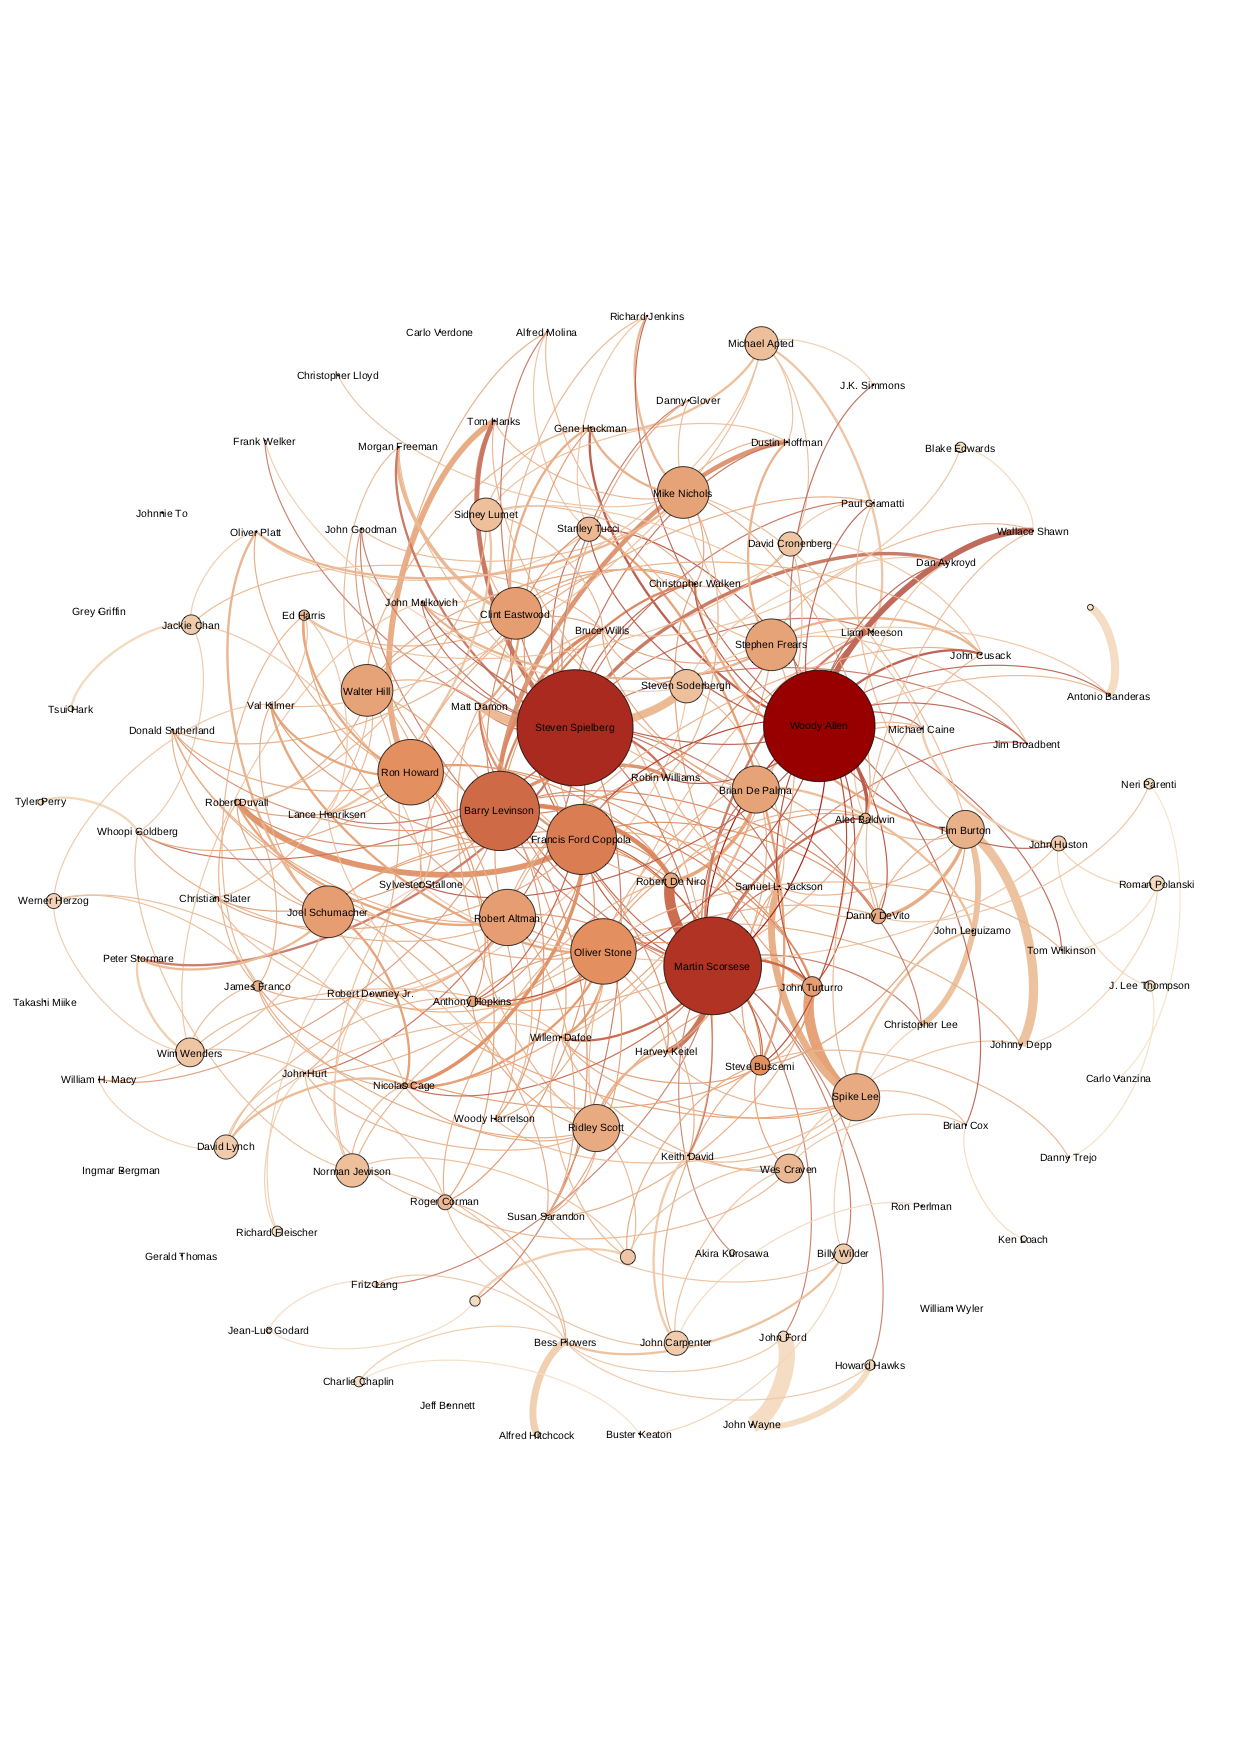 Richard Jenkins
Carlo Verdone
Alfred Molina
Michael Apted
Christopher Lloyd
J.K. Simmons
Danny Glover
Tom Hanks
Gene Hackman
Frank Welker
Morgan Freeman
Dustin Hoffman
Blake Edwards
Mike Nichols
Paul Giamatti
Johnnie To
Sidney Lumet
Oliver Platt
John Goodman
Stanley Tucci
Wallace Shawn
David Cronenberg
Dan Aykroyd
Christopher Walken
John Malkovich
Grey Griffin
Ed Harris
Clint Eastwood
Jackie Chan
Bruce Willis
Liam Neeson
Stephen Frears
John Cusack
Steven Soderbergh
Walter Hill
Antonio Banderas
Val Kilmer
Matt Damon
Tsui Hark
Donald Sutherland
Steven Spielberg
Woody Allen
Michael Caine
Jim Broadbent
Ron Howard
Robin Williams
Neri Parenti
Brian De Palma
Tyler Perry
Robert Duvall
Barry Levinson
Lance Henriksen
Alec Baldwin
Whoopi Goldberg
Tim Burton
Francis Ford Coppola
John Huston
Robert De Niro
Sylvester Stallone
Samuel L. Jackson
Roman Polanski
Christian Slater
Werner Herzog
Joel Schumacher
Danny DeVito
Robert Altman
John Leguizamo
Tom Wilkinson
Oliver Stone
Peter Stormare
Martin Scorsese
James Franco
J. Lee Thompson
John Turturro
Robert Downey Jr.
Anthony Hopkins
Takashi Miike
Christopher Lee
Willem Dafoe
Johnny Depp
Harvey Keitel
Wim Wenders
Steve Buscemi
John Hurt
Carlo Vanzina
William H. Macy
Nicolas Cage
Spike Lee
Woody Harrelson
Brian Cox
Ridley Scott
David Lynch
Keith David
Danny Trejo
Wes Craven
Ingmar Bergman
Norman Jewison
Roger Corman
Ron Perlman
Susan Sarandon
Richard Fleischer
Ken Loach
Akira Kurosawa
Billy Wilder
Gerald Thomas
Fritz Lang
William Wyler
Jean-Luc Godard
John Ford
Bess Flowers
John Carpenter
Howard Hawks
Charlie Chaplin
Jeff Bennett
John Wayne
Alfred Hitchcock
Buster Keaton